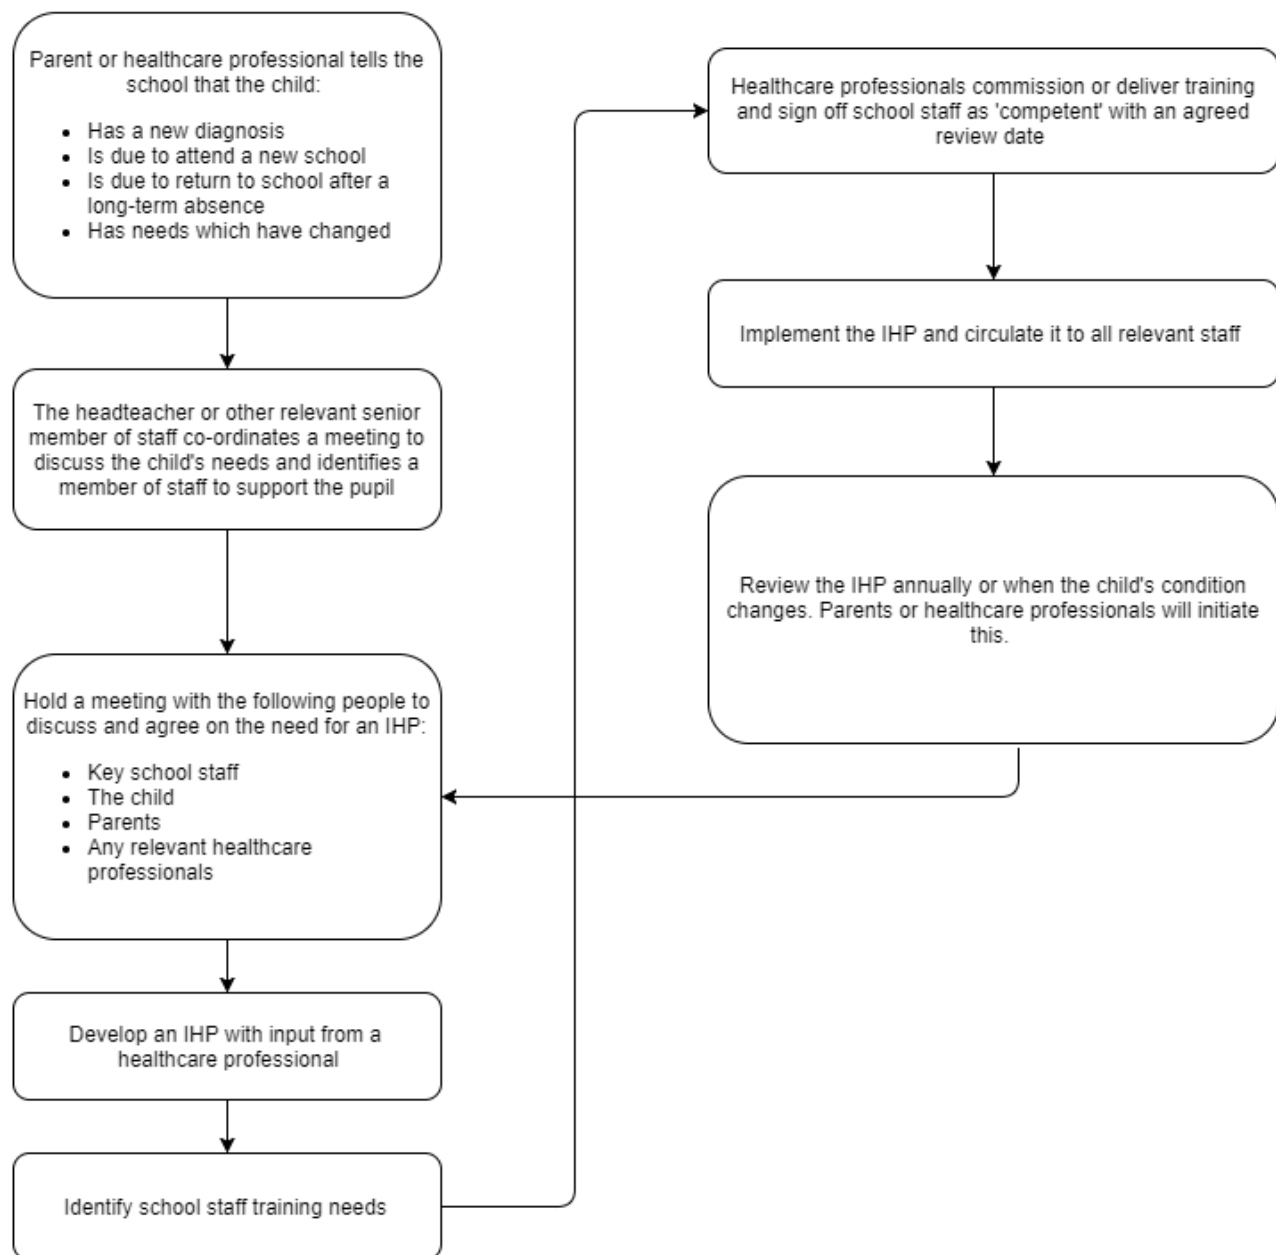 Parent or healthcare professional tells the
school that the child:
• Has a new diagnosis
• Is due to attend a new school
• Is due to return to school after a
long-term absence
• Has needs which have changed
The headteacher or other relevant senior
member of staff co-ordinates a meeting to
discuss the child's needs and identifies a
member of staff to support the pupil
Hold a meeting with the following people to
discuss and agree on the need for an IHP:
• Key school staff
• The child
• Parents
• Any relevant healthcare
professionals
Develop an IHP with input from a
healthcare professional
Identify school staff training needs
Healthcare professionals commission or deliver training
and sign off school staff as 'competent' with an agreed
review date
Implement the IHP and circulate it to all relevant staff
Review the IHP annually or when the child's condition
changes. Parents or healthcare professionals will initiate
this.